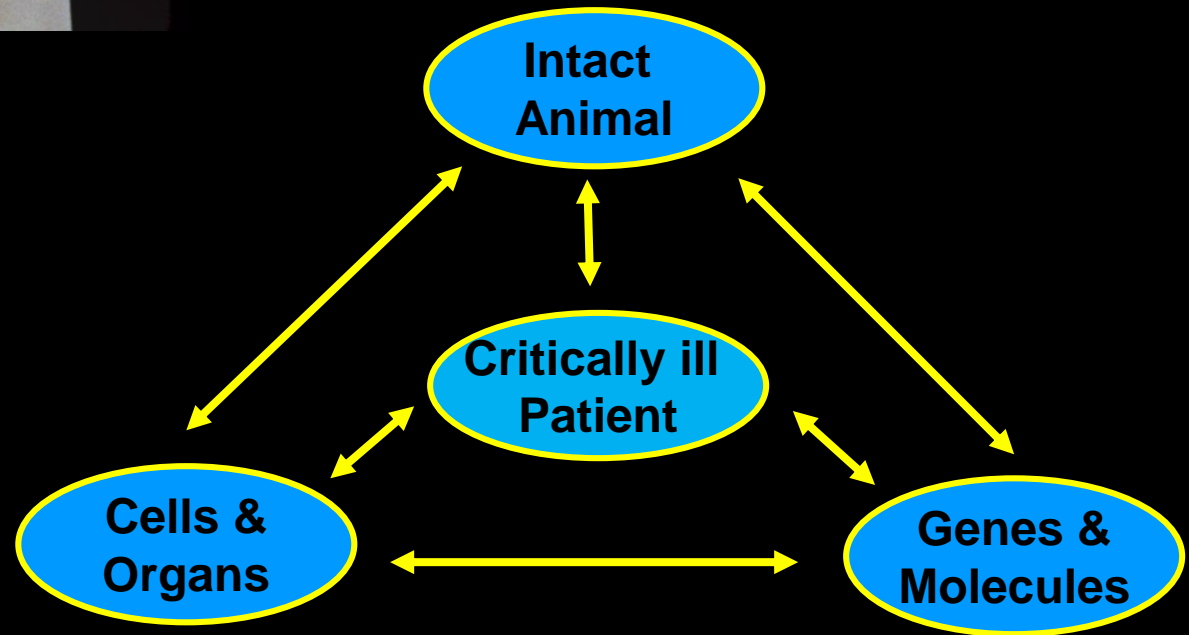 Intact
Animal
Critically ill
Patient
Cells &
Organs
Genes &
Molecules